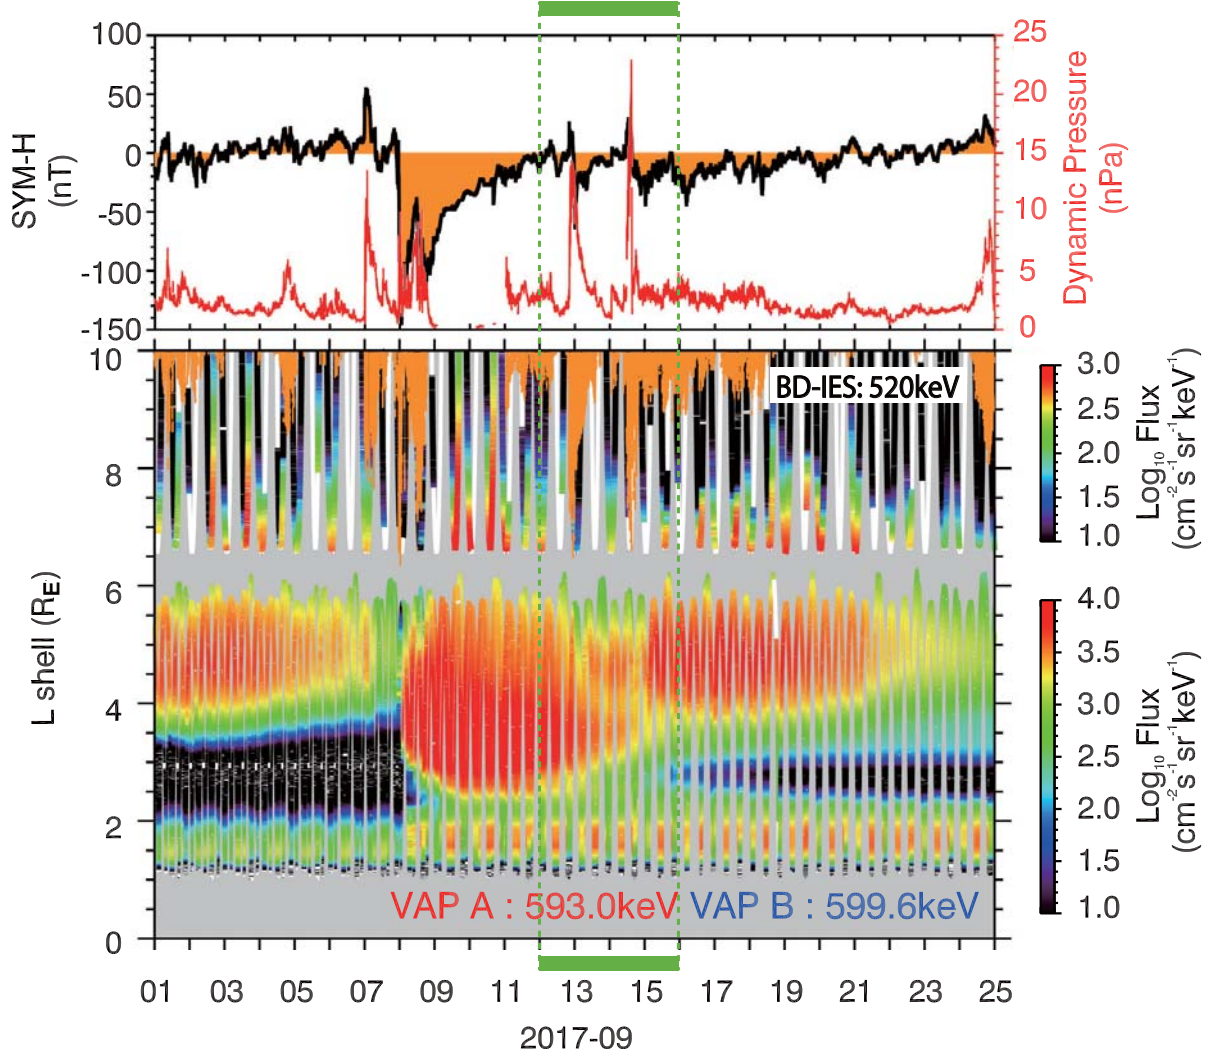 100
50
0
-50
-100
-150
SYM-H
(nT)
25
20
15
10
5
0
Dynamic Pressure
(nPa)
10
8
6
4
2
0
L shell (RE)
BD-IES: 520keV
VAP A : 593.0keV
VAP B : 599.6keV
3.0
2.5
2.0
1.5
1.0
Log10 Flux
(cm-2s-1sr-1keV-1)
4.0
3.5
3.0
2.5
2.0
1.5
1.0
Log10 Flux
(cm-2s-1sr-1keV-1)
01 03 05 07 09 11 13 15 17 19 21 23 25
2017-09